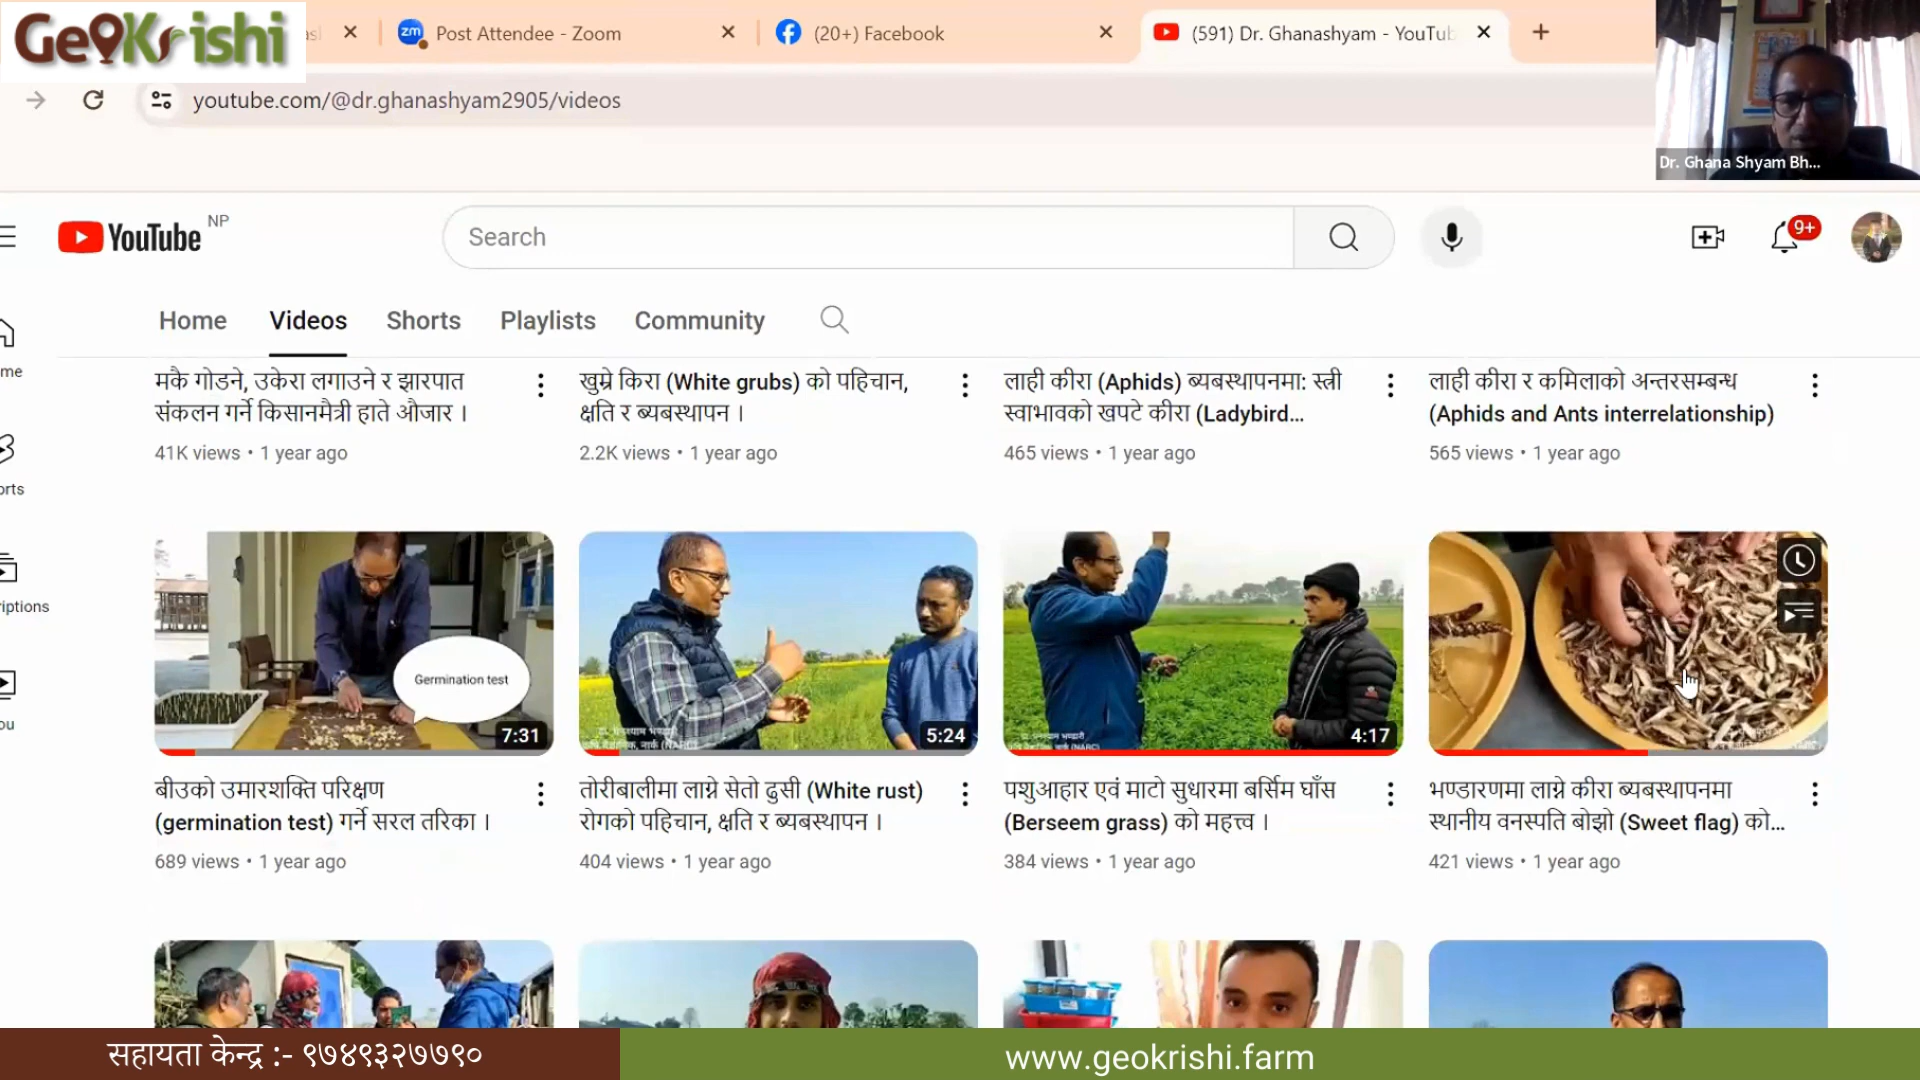 GeoKrishi
Post Attendee - Zoom
(20+) Facebook
(591) Dr. Ghanashyam - YouTub
youtube.com/@dr.ghanashyam2905/videos
Dr. Ghana Shyam Bh...
YouTube NP
Search
9+
Home Videos Shorts Playlists Community
me
orts
riptions
ou
मकै गोडने, उकेरा लगाउने र झारपात
संकलन गर्ने किसानमैत्री हाते औजार ।
41K views • 1 year ago
खुम्रे किरा (White grubs) को पहिचान,
क्षति र ब्यबस्थापन ।
2.2K views • 1 year ago
लाही कीरा (Aphids) ब्यबस्थापनमा: स्त्री
स्वाभावको खपटे कीरा (Ladybird...
465 views • 1 year ago
लाही कीरा र कमिलाको अन्तरसम्बन्ध
(Aphids and Ants interrelationship)
565 views • 1 year ago
Germination test
7:31
बीउको उमारशक्ति परिक्षण
(germination test) गर्ने सरल तरिका ।
689 views • 1 year ago
5:24
तोरीबालीमा लाग्ने सेतो ढुसी (White rust)
रोगको पहिचान, क्षति र ब्यबस्थापन ।
404 views • 1 year ago
4:17
पशुआहार एवं माटो सुधारमा बर्सिम घाँस
(Berseem grass) को महत्त्व ।
384 views • 1 year ago
भण्डारणमा लाग्ने कीरा ब्यबस्थापनमा
स्थानीय वनस्पति बोझो (Sweet flag) को...
421 views • 1 year ago
सहायता केन्द्र :- ९७४९३२७७९०
www.geokrishi.farm